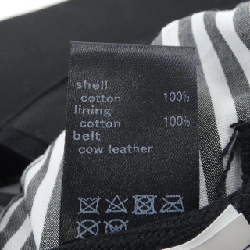 shell
cotton 100%
lining
cotton 100%
belt
cow leather